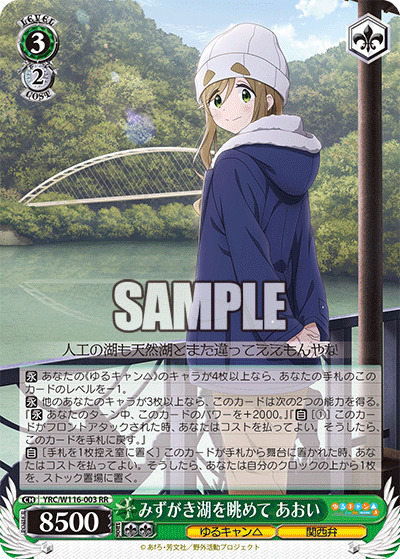 LEVEL
3
2
COST
SAMPLE
人工の湖も天然湖とまた違ってええもんやな
永 あなたの《ゆるキャン△》のキャラが4枚以上なら、あなたの手札のこの
カードのレベルを－1。
永 他のあなたのキャラが3枚以上なら、このカードは次の2つの能力を得る。
『永 あなたのターン中、このカードのパワーを＋2000。』『自［①］このカー
ドがフロントアタックされた時、あなたはコストを払ってよい。そうしたら、
このカードを手札に戻す。』
自［手札を1枚控え室に置く］ このカードが手札から舞台に置かれた時、あなた
はコストを払ってよい。そうしたら、あなたは自分のクロックの上から1枚
を、ストック置場に置く。
CH YRC/W116-003 RR
みずがき湖を眺めて あおい
8500
ゆるキャン△
関西弁
©あfろ・芳文社／野外活動プロジェクト